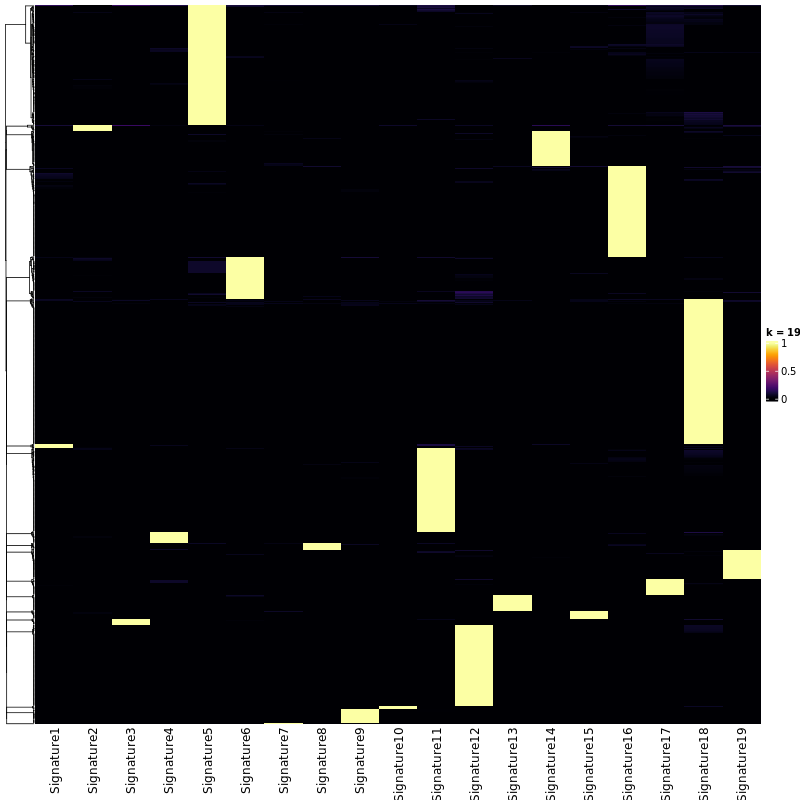 k = 19
1
0.5
0
Signature1
Signature2
Signature3
Signature4
Signature5
Signature6
Signature7
Signature8
Signature9
Signature10
Signature11
Signature12
Signature13
Signature14
Signature15
Signature16
Signature17
Signature18
Signature19